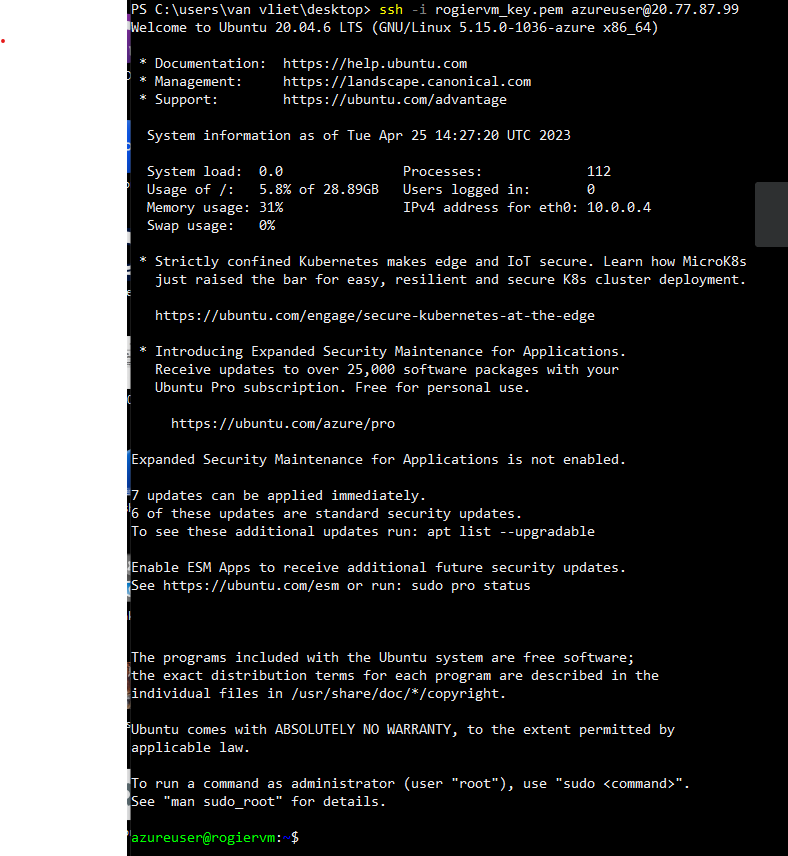 PS C:\users\van vliet\desktop> ssh -i rogiervm_key.pem azureuser@20.77.87.99
Welcome to Ubuntu 20.04.6 LTS (GNU/Linux 5.15.0-1036-azure x86_64)
* Documentation: https://help.ubuntu.com
* Management: https://landscape.canonical.com
* Support: https://ubuntu.com/advantage
System information as of Tue Apr 25 14:27:20 UTC 2023
System load: 0.0 Processes: 112
Usage of /: 5.8% of 28.89GB Users logged in: 0
Memory usage: 31% IPv4 address for eth0: 10.0.0.4
Swap usage: 0%
* Strictly confined Kubernetes makes edge and IoT secure. Learn how MicroK8s
just raised the bar for easy, resilient and secure K8s cluster deployment.
https://ubuntu.com/engage/secure-kubernetes-at-the-edge
* Introducing Expanded Security Maintenance for Applications.
Receive updates to over 25,000 software packages with your
Ubuntu Pro subscription. Free for personal use.
https://ubuntu.com/azure/pro
Expanded Security Maintenance for Applications is not enabled.
7 updates can be applied immediately.
6 of these updates are standard security updates.
To see these additional updates run: apt list --upgradable
Enable ESM Apps to receive additional future security updates.
See https://ubuntu.com/esm or run: sudo pro status
The programs included with the Ubuntu system are free software;
the exact distribution terms for each program are described in the
individual files in /usr/share/doc/*/copyright.
Ubuntu comes with ABSOLUTELY NO WARRANTY, to the extent permitted by
applicable law.
To run a command as administrator (user "root"), use "sudo <command>".
See "man sudo_root" for details.
azureuser@rogiervm:~$